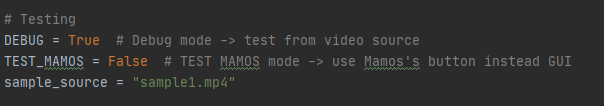 # Testing
DEBUG = True  # Debug mode -> test from video source
TEST_MAMOS = False  # TEST MAMOS mode -> use Mamos's button instead GUI
sample_source = "sample1.mp4"